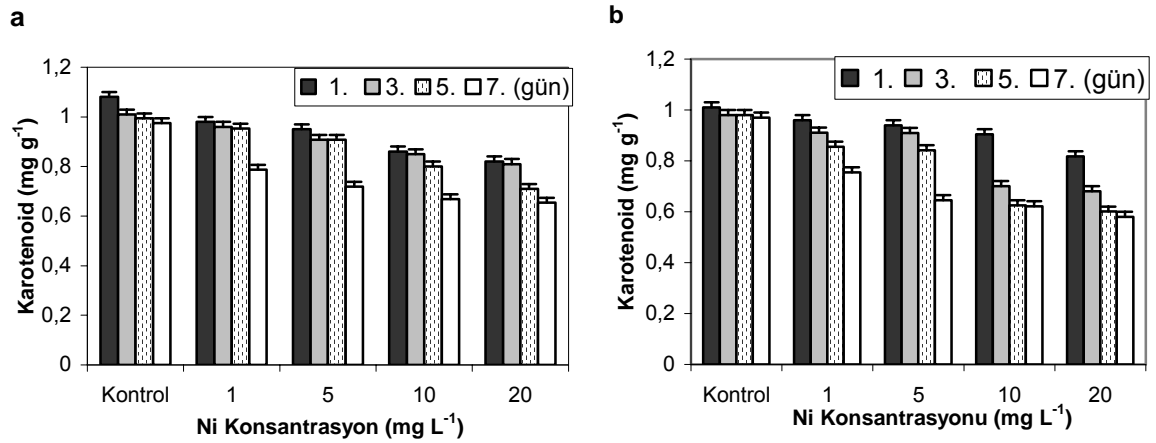 a
1,2
1
0,8
0,6
0,4
0,2
0
Karotenoid (mg g⁻¹)
1. 3. 5. 7. (gün)
Kontrol 1 5 10 20
Ni Konsantrasyon (mg L⁻¹)
b
1,2
1
0,8
0,6
0,4
0,2
0
Karotenoid (mg g⁻¹)
1. 3. 5. 7. (gün)
Kontrol 1 5 10 20
Ni Konsantrasyonu (mg L⁻¹)